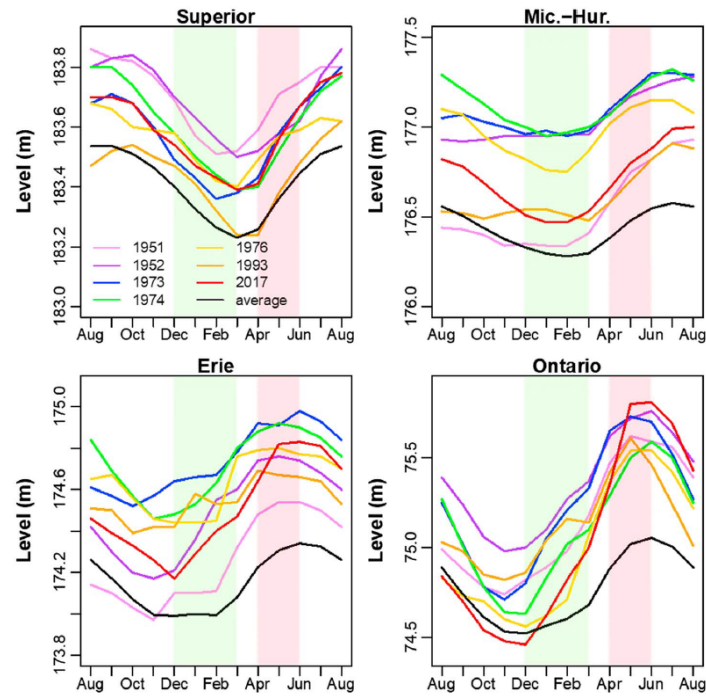 Superior
Level (m)
183.8
183.6
183.4
183.2
183.0
1951
1952
1973
1974
1976
1993
2017
average
Aug Oct Dec Feb Apr Jun Aug
Mic.-Hur.
Level (m)
177.5
177.0
176.5
176.0
Aug Oct Dec Feb Apr Jun Aug
Erie
Level (m)
175.0
174.6
174.2
173.8
Aug Oct Dec Feb Apr Jun Aug
Ontario
Level (m)
75.5
75.0
74.5
Aug Oct Dec Feb Apr Jun Aug